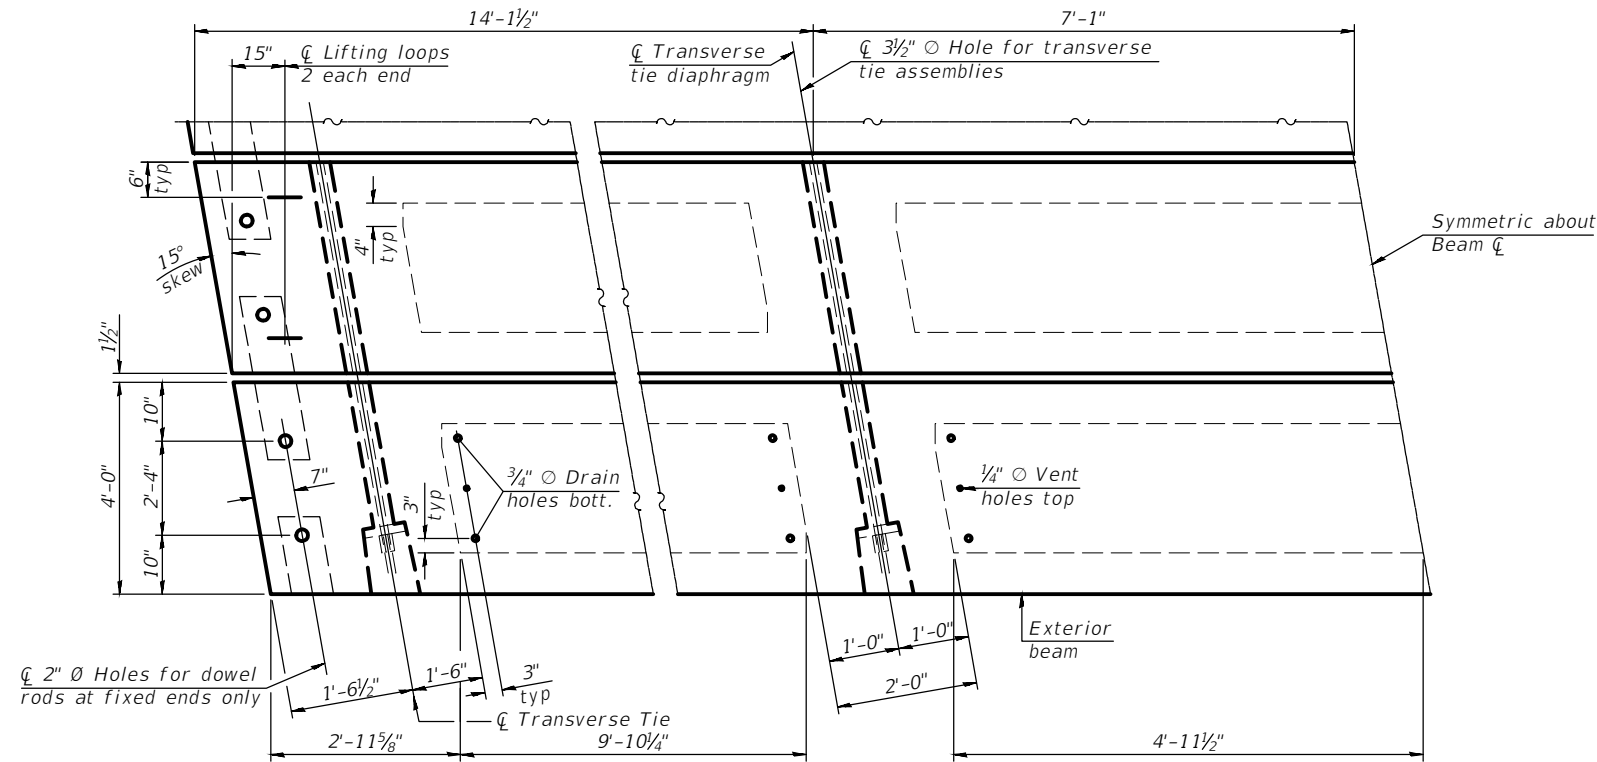 14'-1½"
7'-1"
15"
℄ Lifting loops
2 each end
℄ Transverse
tie diaphragm
℄ 3½" ∅ Hole for transverse
tie assemblies
6"
typ
4"
typ
15°
skew
Symmetric about
Beam ℄
1½"
10"
4'-0"
2'-4"
10"
7"
¾" ∅ Drain
holes bott.
3"
typ
¼" ∅ Vent
holes top
Exterior
beam
1'-0"
1'-0"
2'-0"
℄ 2" Ø Holes for dowel
rods at fixed ends only
1'-6½"
1'-6"
3"
typ
℄ Transverse Tie
2'-11⅝"
9'-10¼"
4'-11½"